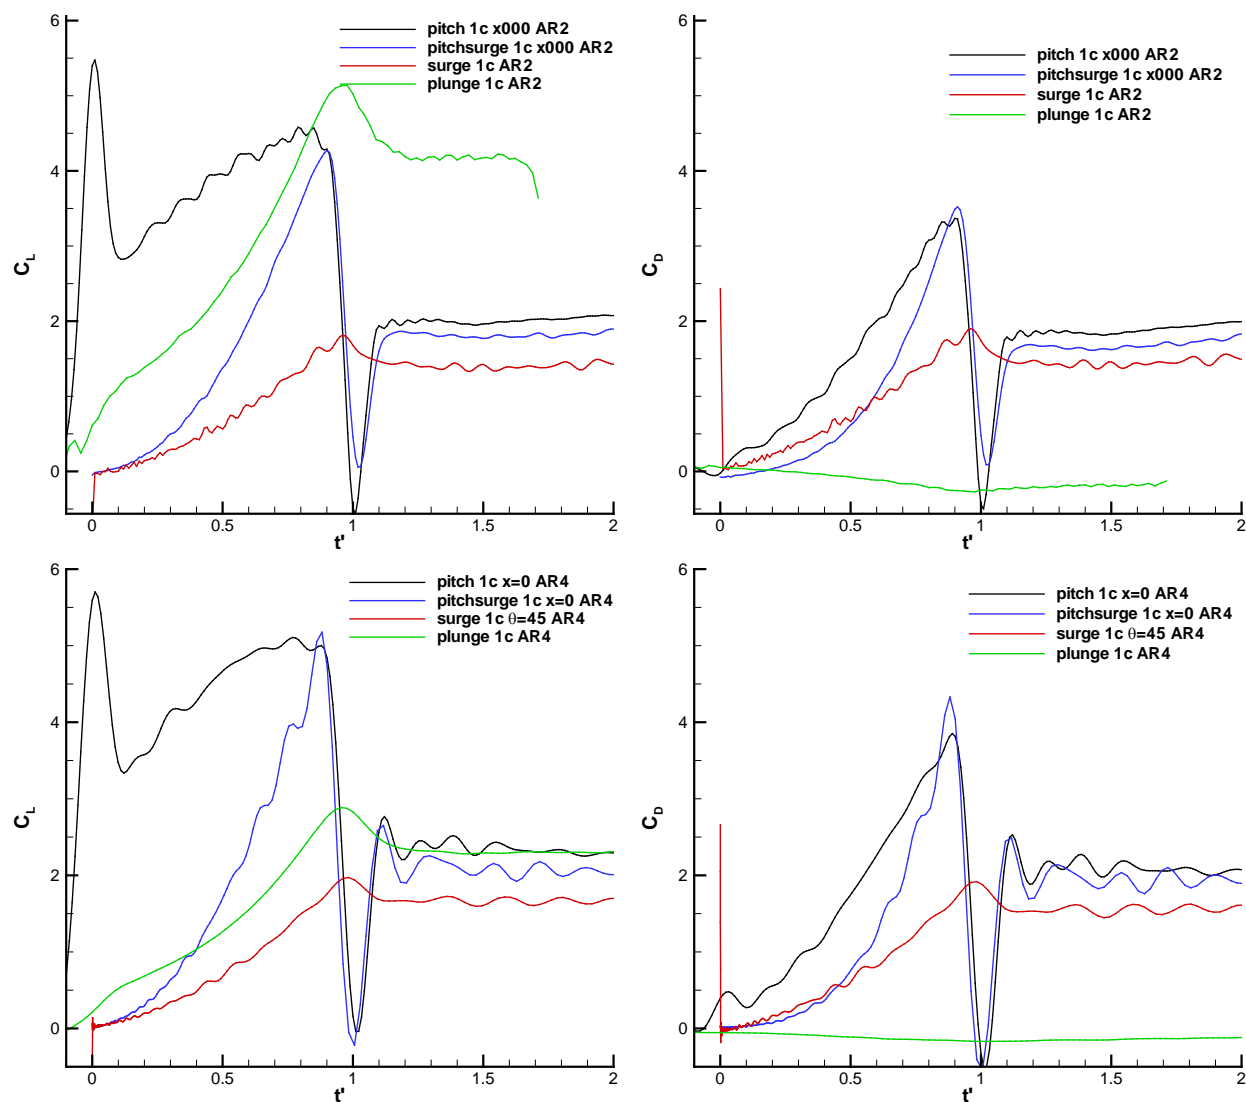 pitch 1c x000 AR2
pitchsurge 1c x000 AR2
surge 1c AR2
plunge 1c AR2
6
4
2
0
C_L
0
0.5
1
1.5
2
t'
pitch 1c x000 AR2
pitchsurge 1c x000 AR2
surge 1c AR2
plunge 1c AR2
6
4
2
0
C_D
0
0.5
1
1.5
2
t'
pitch 1c x=0 AR4
pitchsurge 1c x=0 AR4
surge 1c θ=45 AR4
plunge 1c AR4
6
4
2
0
C_L
0
0.5
1
1.5
2
t'
pitch 1c x=0 AR4
pitchsurge 1c x=0 AR4
surge 1c θ=45 AR4
plunge 1c AR4
6
4
2
0
C_D
0
0.5
1
1.5
2
t'